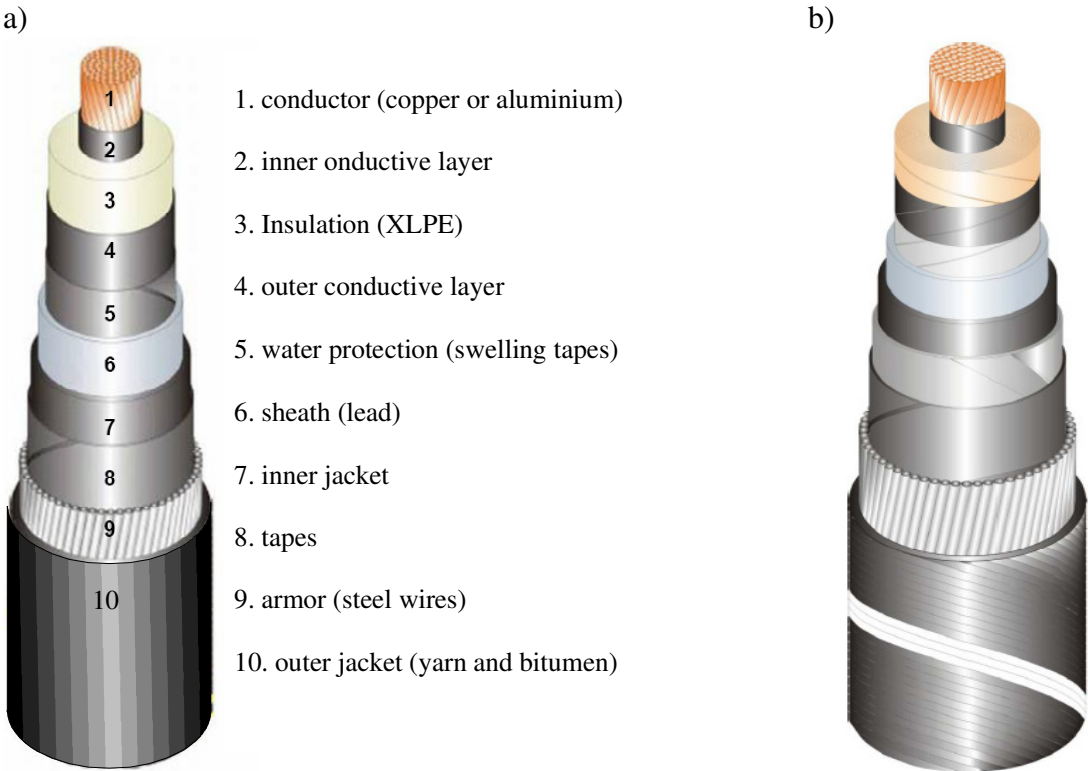 a)
b)
1
2
3
4
5
6
7
8
9
10
1. conductor (copper or aluminium)
2. inner onductive layer
3. Insulation (XLPE)
4. outer conductive layer
5. water protection (swelling tapes)
6. sheath (lead)
7. inner jacket
8. tapes
9. armor (steel wires)
10. outer jacket (yarn and bitumen)